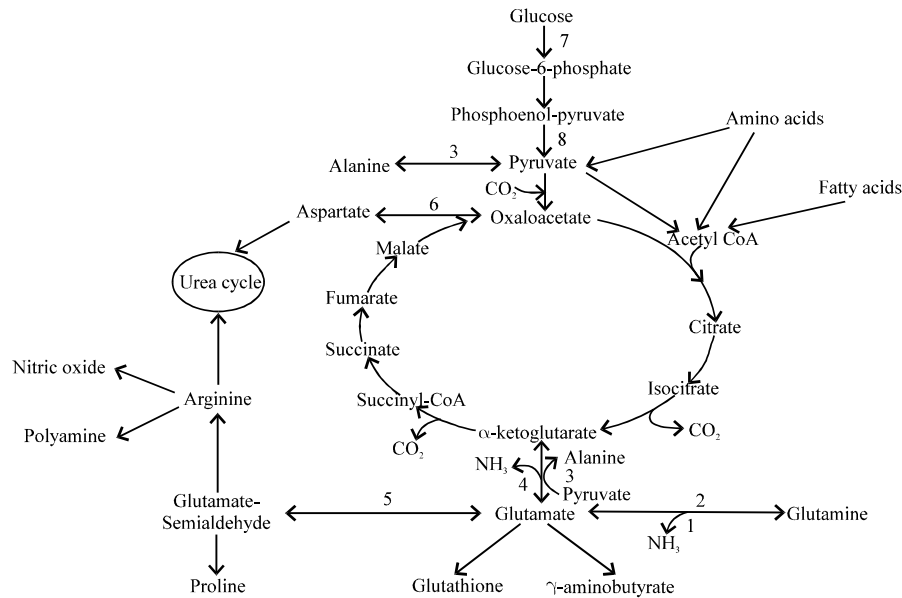 Glucose
7
Glucose-6-phosphate
Phosphoenol-pyruvate
Amino acids
8
3
Alanine
Pyruvate
CO₂
Fatty acids
Aspartate
6
Oxaloacetate
Acetyl CoA
Malate
Urea cycle
Fumarate
Citrate
Succinate
Nitric oxide
Isocitrate
Arginine
Succinyl-CoA
Polyamine
α-ketoglutarate
CO₂
CO₂
Alanine
NH₃
3
4
Pyruvate
Glutamate-
Semialdehyde
5
Glutamate
2
Glutamine
1
NH₃
Proline
Glutathione
γ-aminobutyrate